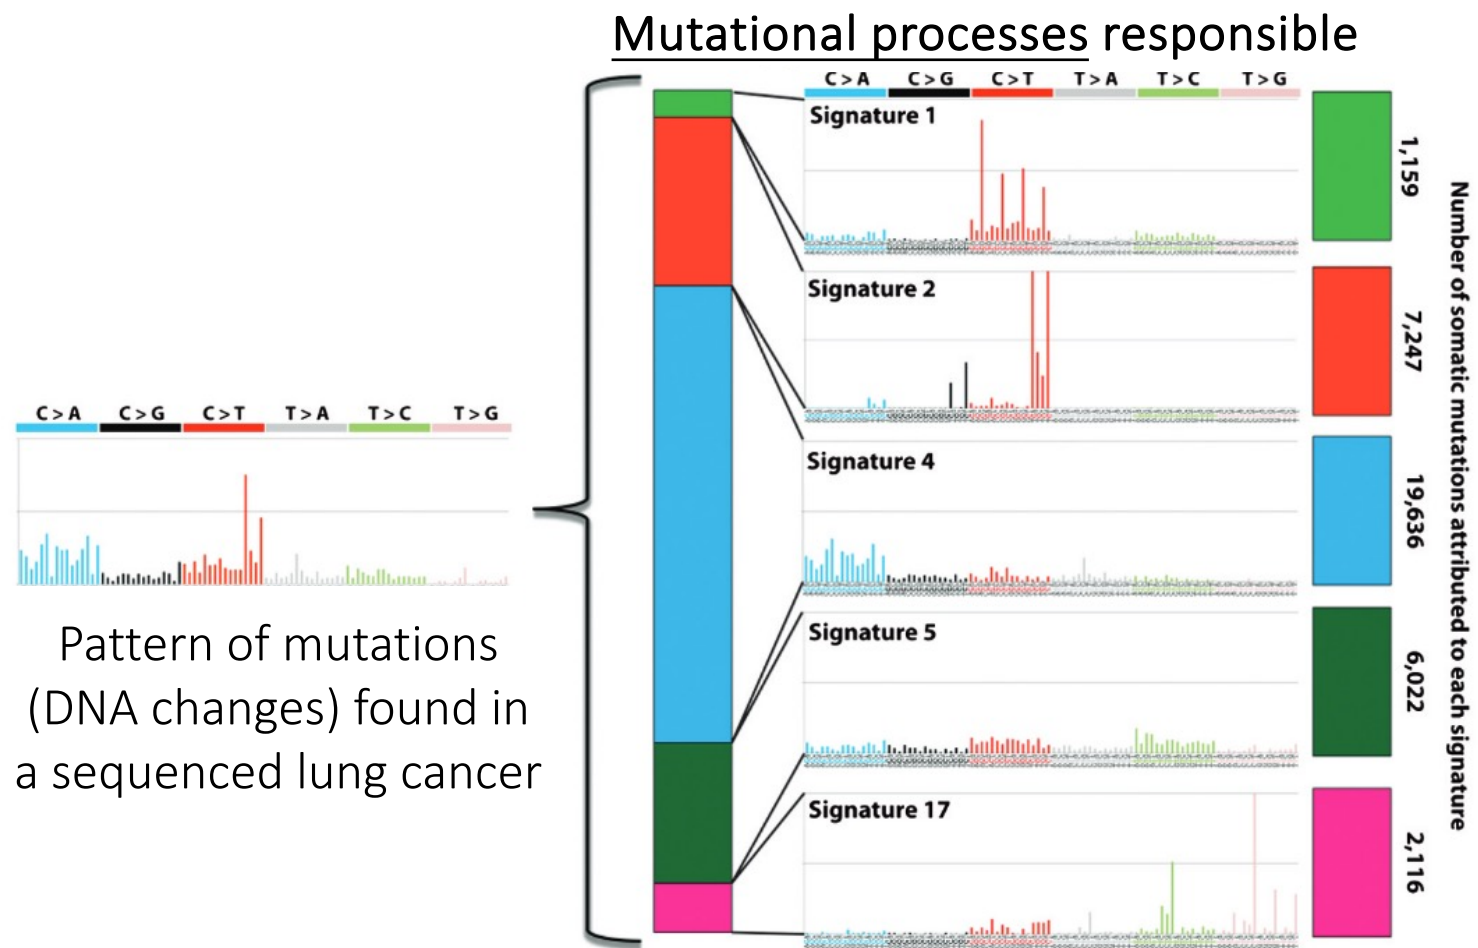 Mutational processes responsible
C > A C > G C > T T > A T > C T > G
Signature 1
1,159
Signature 2
7,247
Signature 4
19,636
Signature 5
6,022
Signature 17
2,116
Number of somatic mutations attributed to each signature
C > A C > G C > T T > A T > C T > G
Pattern of mutations
(DNA changes) found in
a sequenced lung cancer